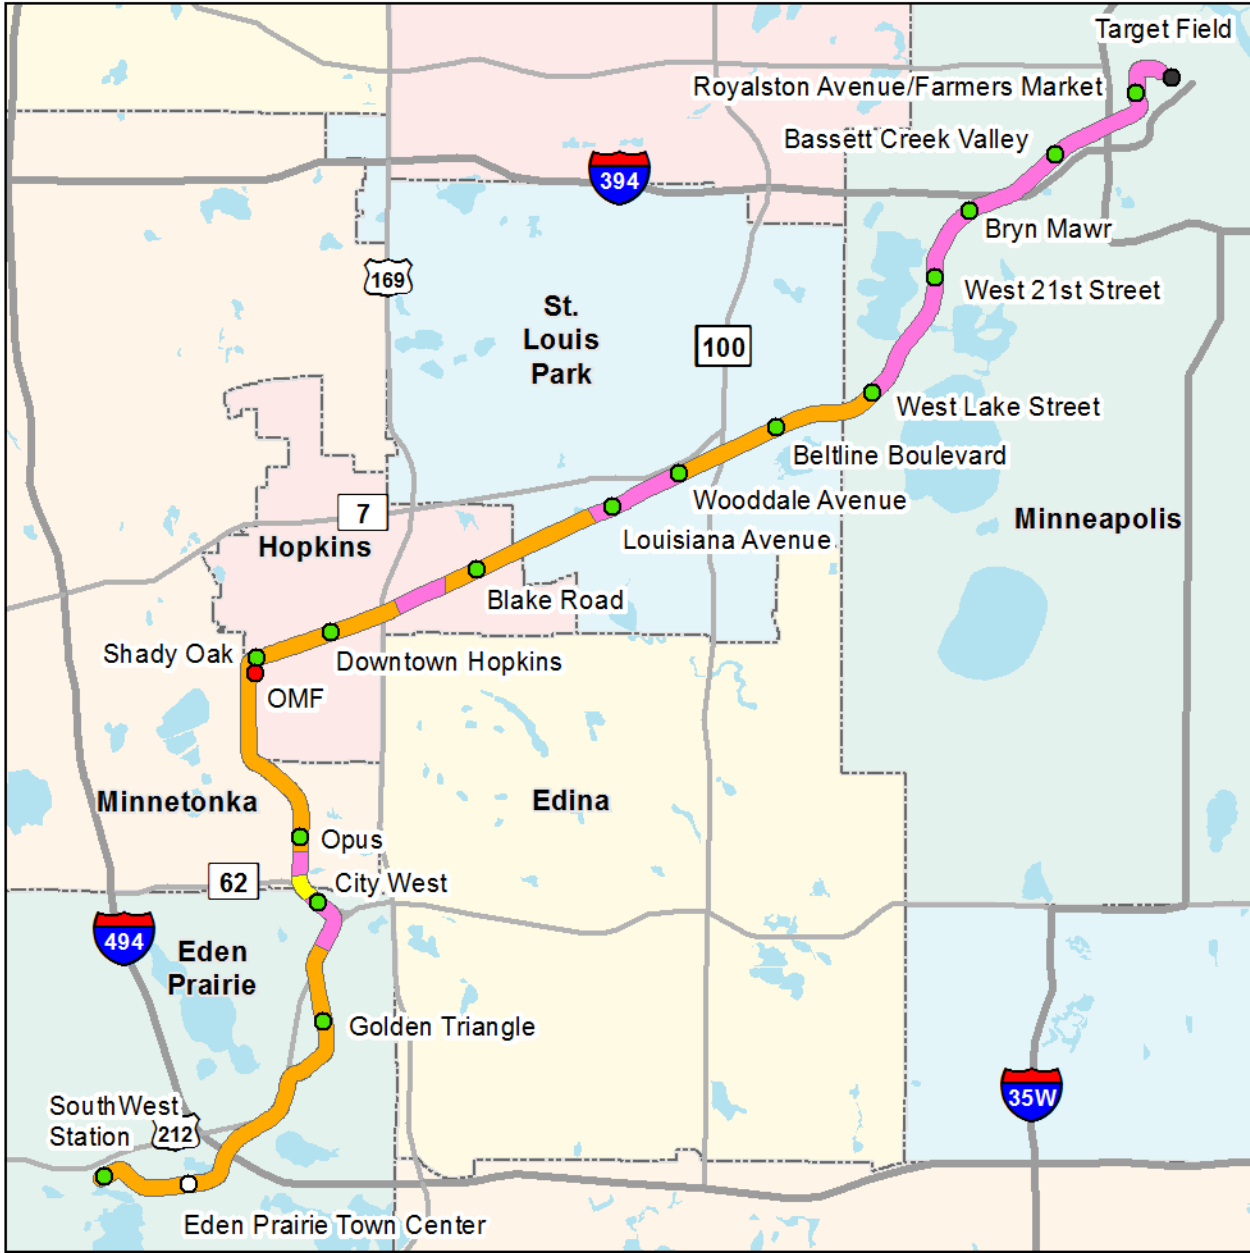 Target Field
Royalston Avenue/Farmers Market
Bassett Creek Valley
394
Bryn Mawr
169
West 21st Street
St.
Louis
Park
100
West Lake Street
Beltline Boulevard
Wooddale Avenue
7
Minneapolis
Hopkins
Louisiana Avenue
Blake Road
Shady Oak
Downtown Hopkins
OMF
Minnetonka
Edina
Opus
62
City West
494
Eden
Prairie
Golden Triangle
35W
SouthWest
Station
212
Eden Prairie Town Center